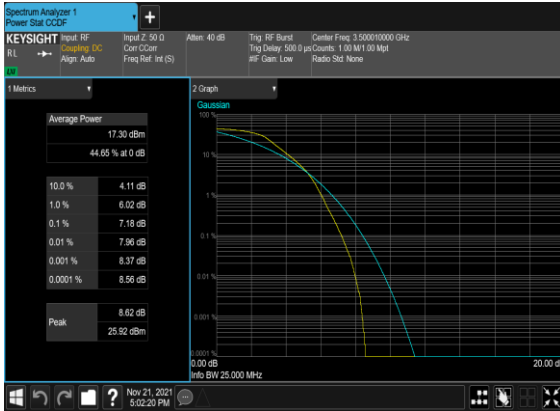 Spectrum Analyzer 1
Power Stat CCDF
+
KEYSIGHT
RL
LV
Input: RF
Coupling: DC
Align: Auto
Input Z: 50 Ω
Corr CCorr
Freq Ref: Int (S)
Atten: 40 dB
Trig: RF Burst
Trig Delay: 500.0 µs
#IF Gain: Low
Center Freq: 3.500010000 GHz
Counts: 1.00 M/1.00 Mpt
Radio Std: None
1 Metrics
Average Power
17.30 dBm
44.65 % at 0 dB
10.0 % 4.11 dB
1.0 % 6.02 dB
0.1 % 7.18 dB
0.01 % 7.96 dB
0.001 % 8.37 dB
0.0001 % 8.56 dB
Peak
8.62 dB
25.92 dBm
2 Graph
Gaussian
100 %
10 %
1 %
0.1 %
0.01 %
0.001 %
0.0001 %
0.00 dB
20.00 d
Info BW 25.000 MHz
?
Nov 21, 2021
5:02:20 PM